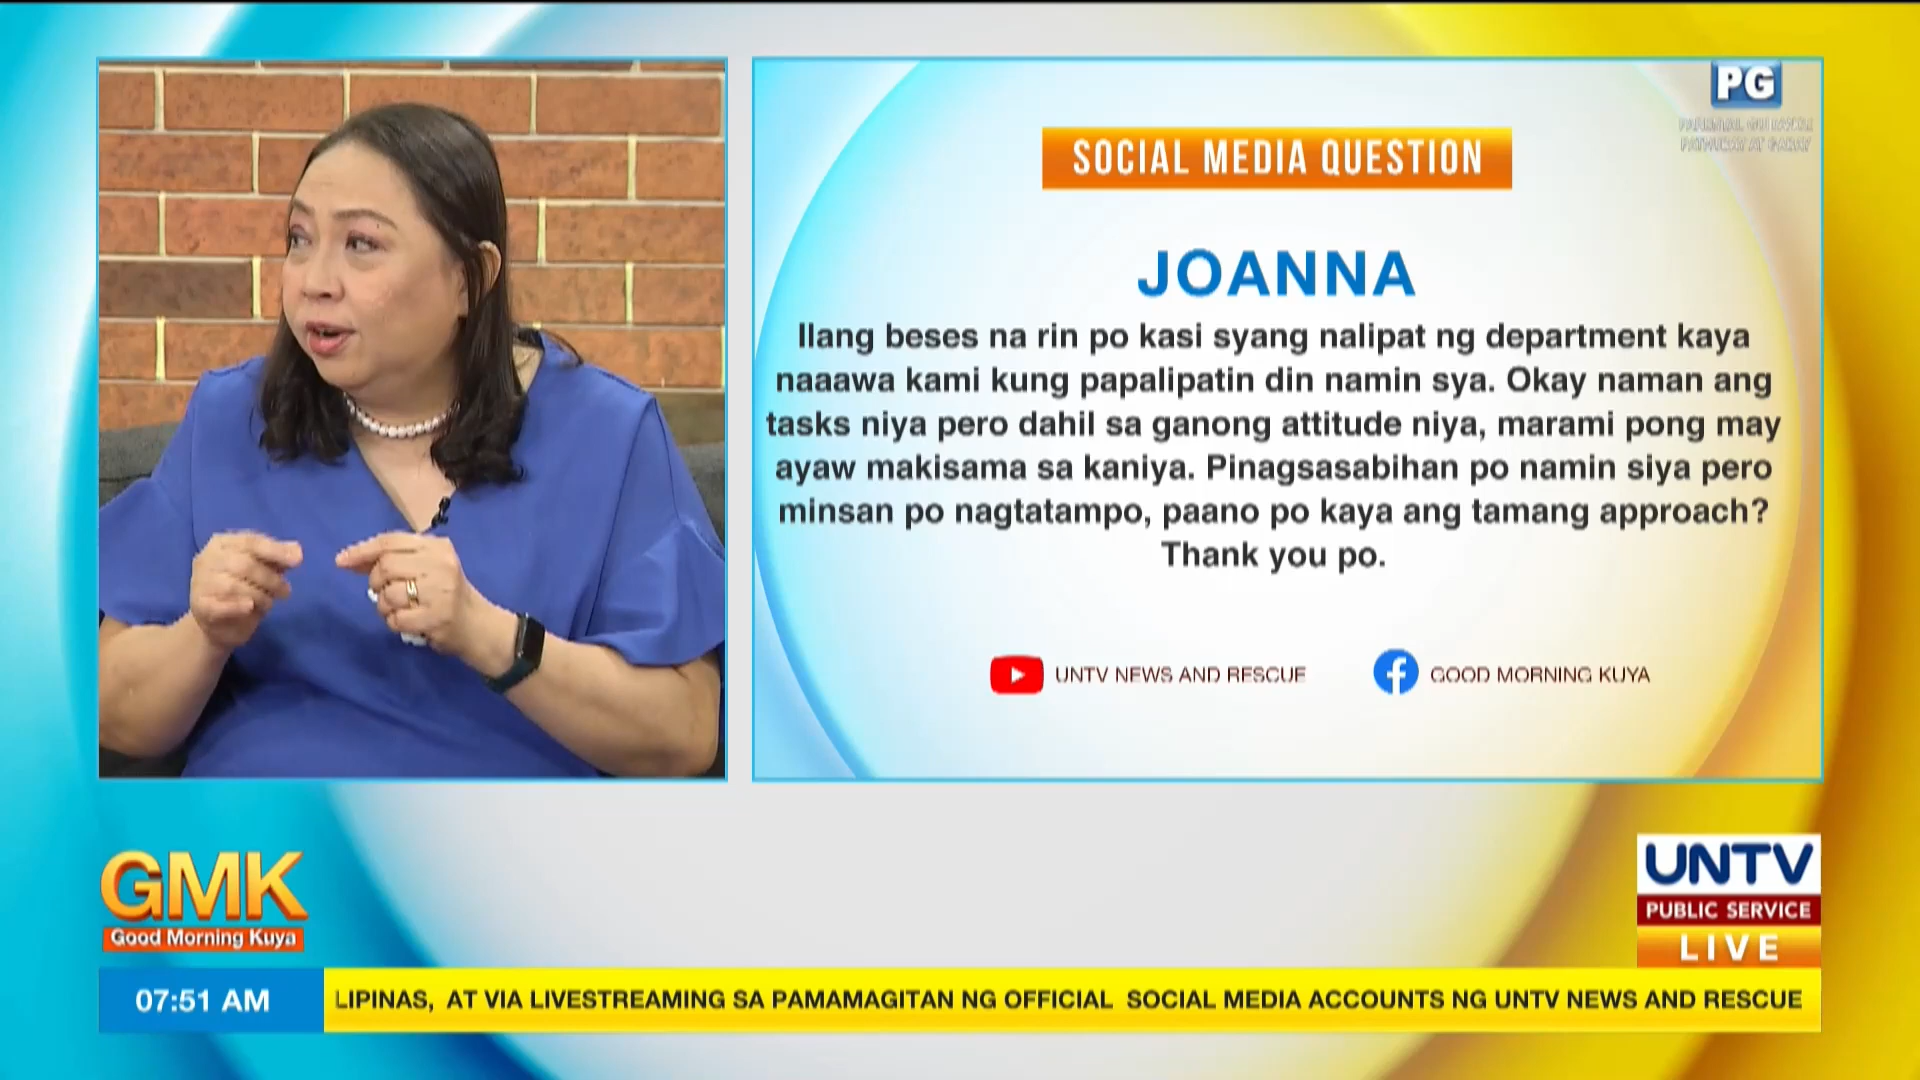 PG
SOCIAL MEDIA QUESTION
JOANNA
Ilang beses na rin po kasi syang nalipat ng department kaya
naaawa kami kung papalipatin din namin sya. Okay naman ang
tasks niya pero dahil sa ganong attitude niya, marami pong may
ayaw makisama sa kaniya. Pinagsasabihan po namin siya pero
minsan po nagtatampo, paano po kaya ang tamang approach?
Thank you po.
UNTV NEWS AND RESCUE
GOOD MORNING KUYA
GMK
Good Morning Kuya
UNTV
PUBLIC SERVICE
LIVE
07:51 AM
LIPINAS, AT VIA LIVESTREAMING SA PAMAMAGITAN NG OFFICIAL SOCIAL MEDIA ACCOUNTS NG UNTV NEWS AND RESCUE